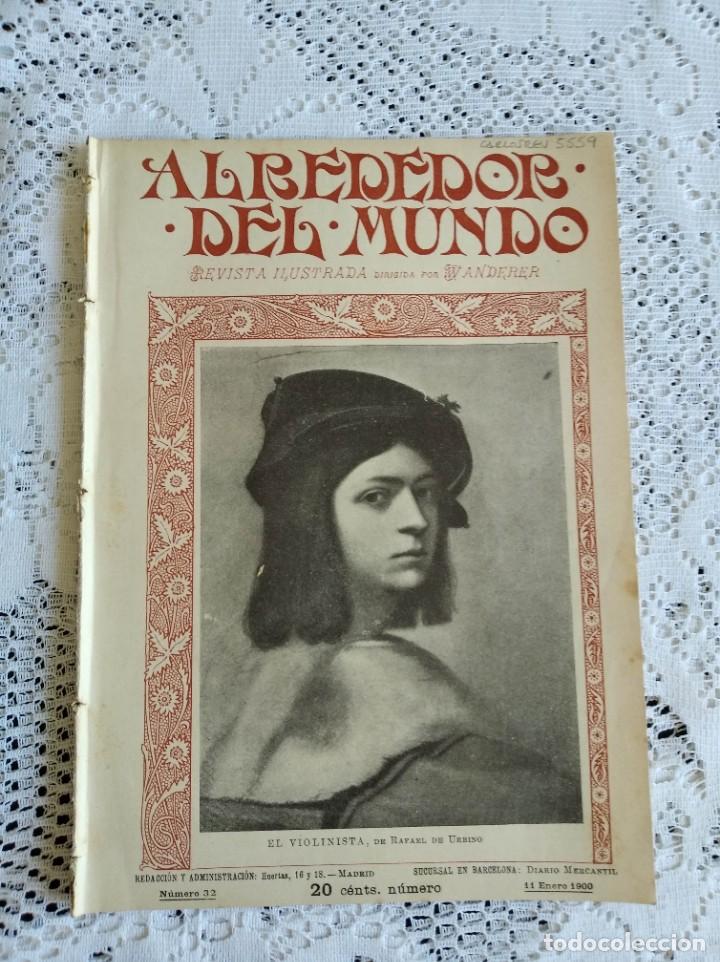 5559
ALREDEDOR·
·DEL·MUNDO
REVISTA ILUSTRADA DIRIGIDA POR WANDERER
EL VIOLINISTA, DE RAFAEL DE URBINO
REDACCIÓN Y ADMINISTRACIÓN: Huertas, 16 y 18.—MADRID SUCURSAL EN BARCELONA: DIARIO MERCANTIL
Número 32 20 cénts. número 11 Enero 1900
todocoleccion